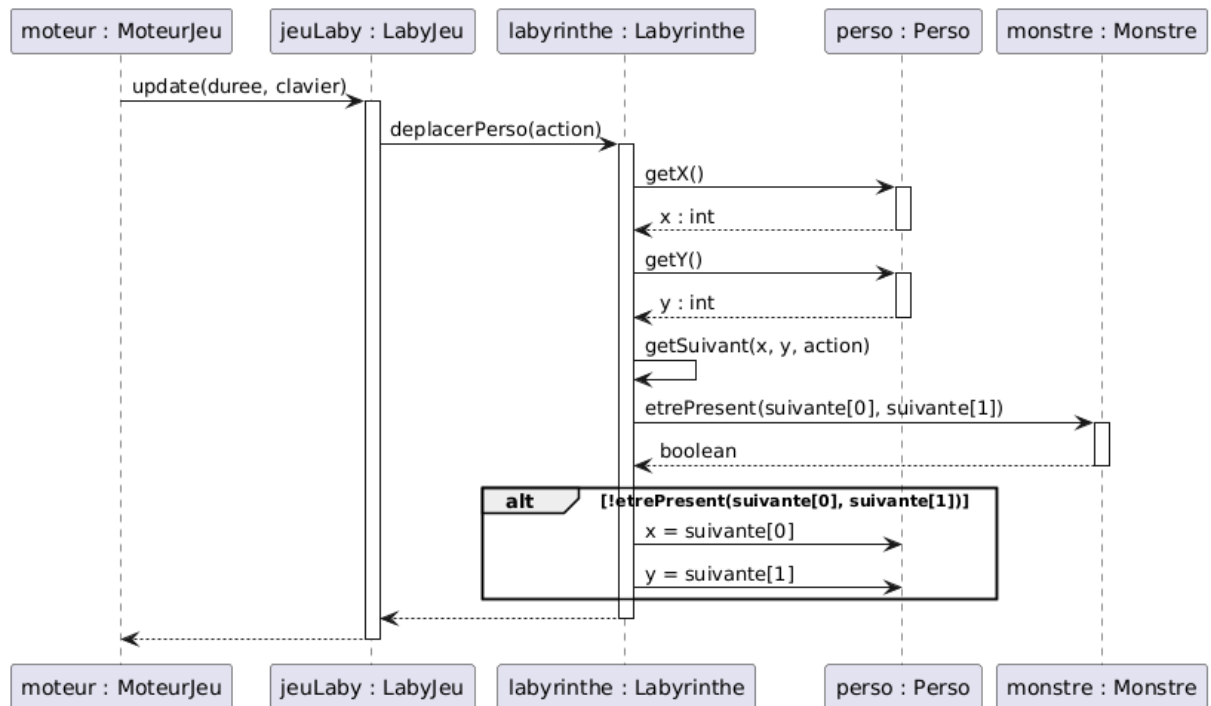 moteur : MoteurJeu
jeuLaby : LabyJeu
labyrinthe : Labyrinthe
perso : Perso
monstre : Monstre
update(duree, clavier)
deplacerPerso(action)
getX()
x : int
getY()
y : int
getSuivant(x, y, action)
etrePresent(suivante[0], suivante[1])
boolean
alt
[!etrePresent(suivante[0], suivante[1])]
x = suivante[0]
y = suivante[1]
moteur : MoteurJeu
jeuLaby : LabyJeu
labyrinthe : Labyrinthe
perso : Perso
monstre : Monstre